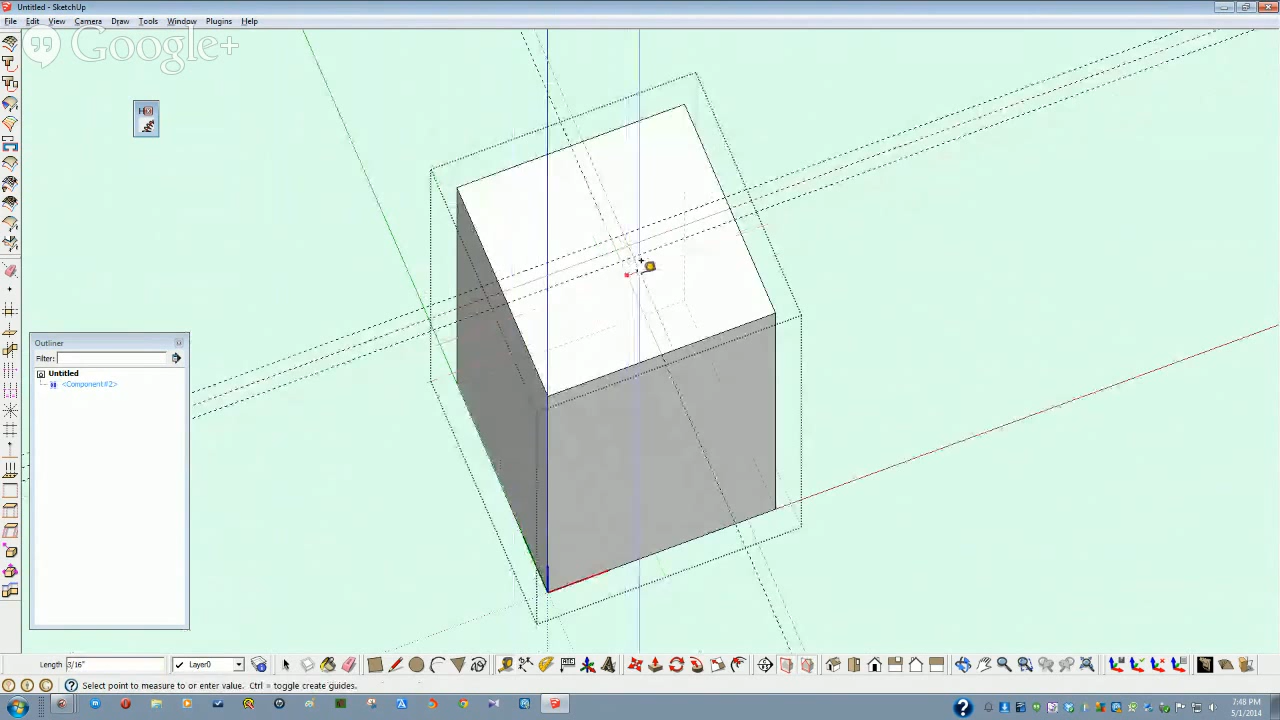 Untitled - SketchUp
File Edit View Camera Draw Tools Window Plugins Help
Google+
Outliner
Filter:
Untitled
<Component#2>
Length 3/16"
Layer0
Select point to measure to or enter value. Ctrl = toggle create guides.
7:48 PM
5/1/2014